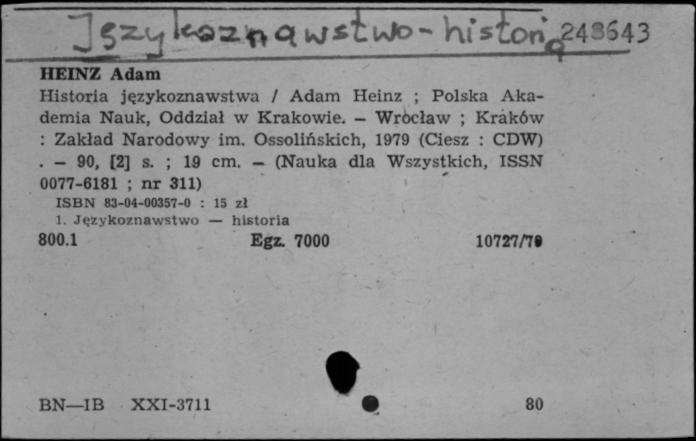 Językoznawstwo - historia 248643
HEINZ Adam
Historia językoznawstwa / Adam Heinz ; Polska Aka-
demia Nauk, Oddział w Krakowie. — Wrocław ; Kraków
: Zakład Narodowy im. Ossolińskich, 1979 (Ciesz : CDW)
. — 90, [2] s. ; 19 cm. — (Nauka dla Wszystkich, ISSN
0077-6181 ; nr 311)
ISBN 83-04-00357-0 : 15 zł
1. Językoznawstwo — historia
800.1 Egz. 7000 10727/79
BN—IB XXI-3711 80